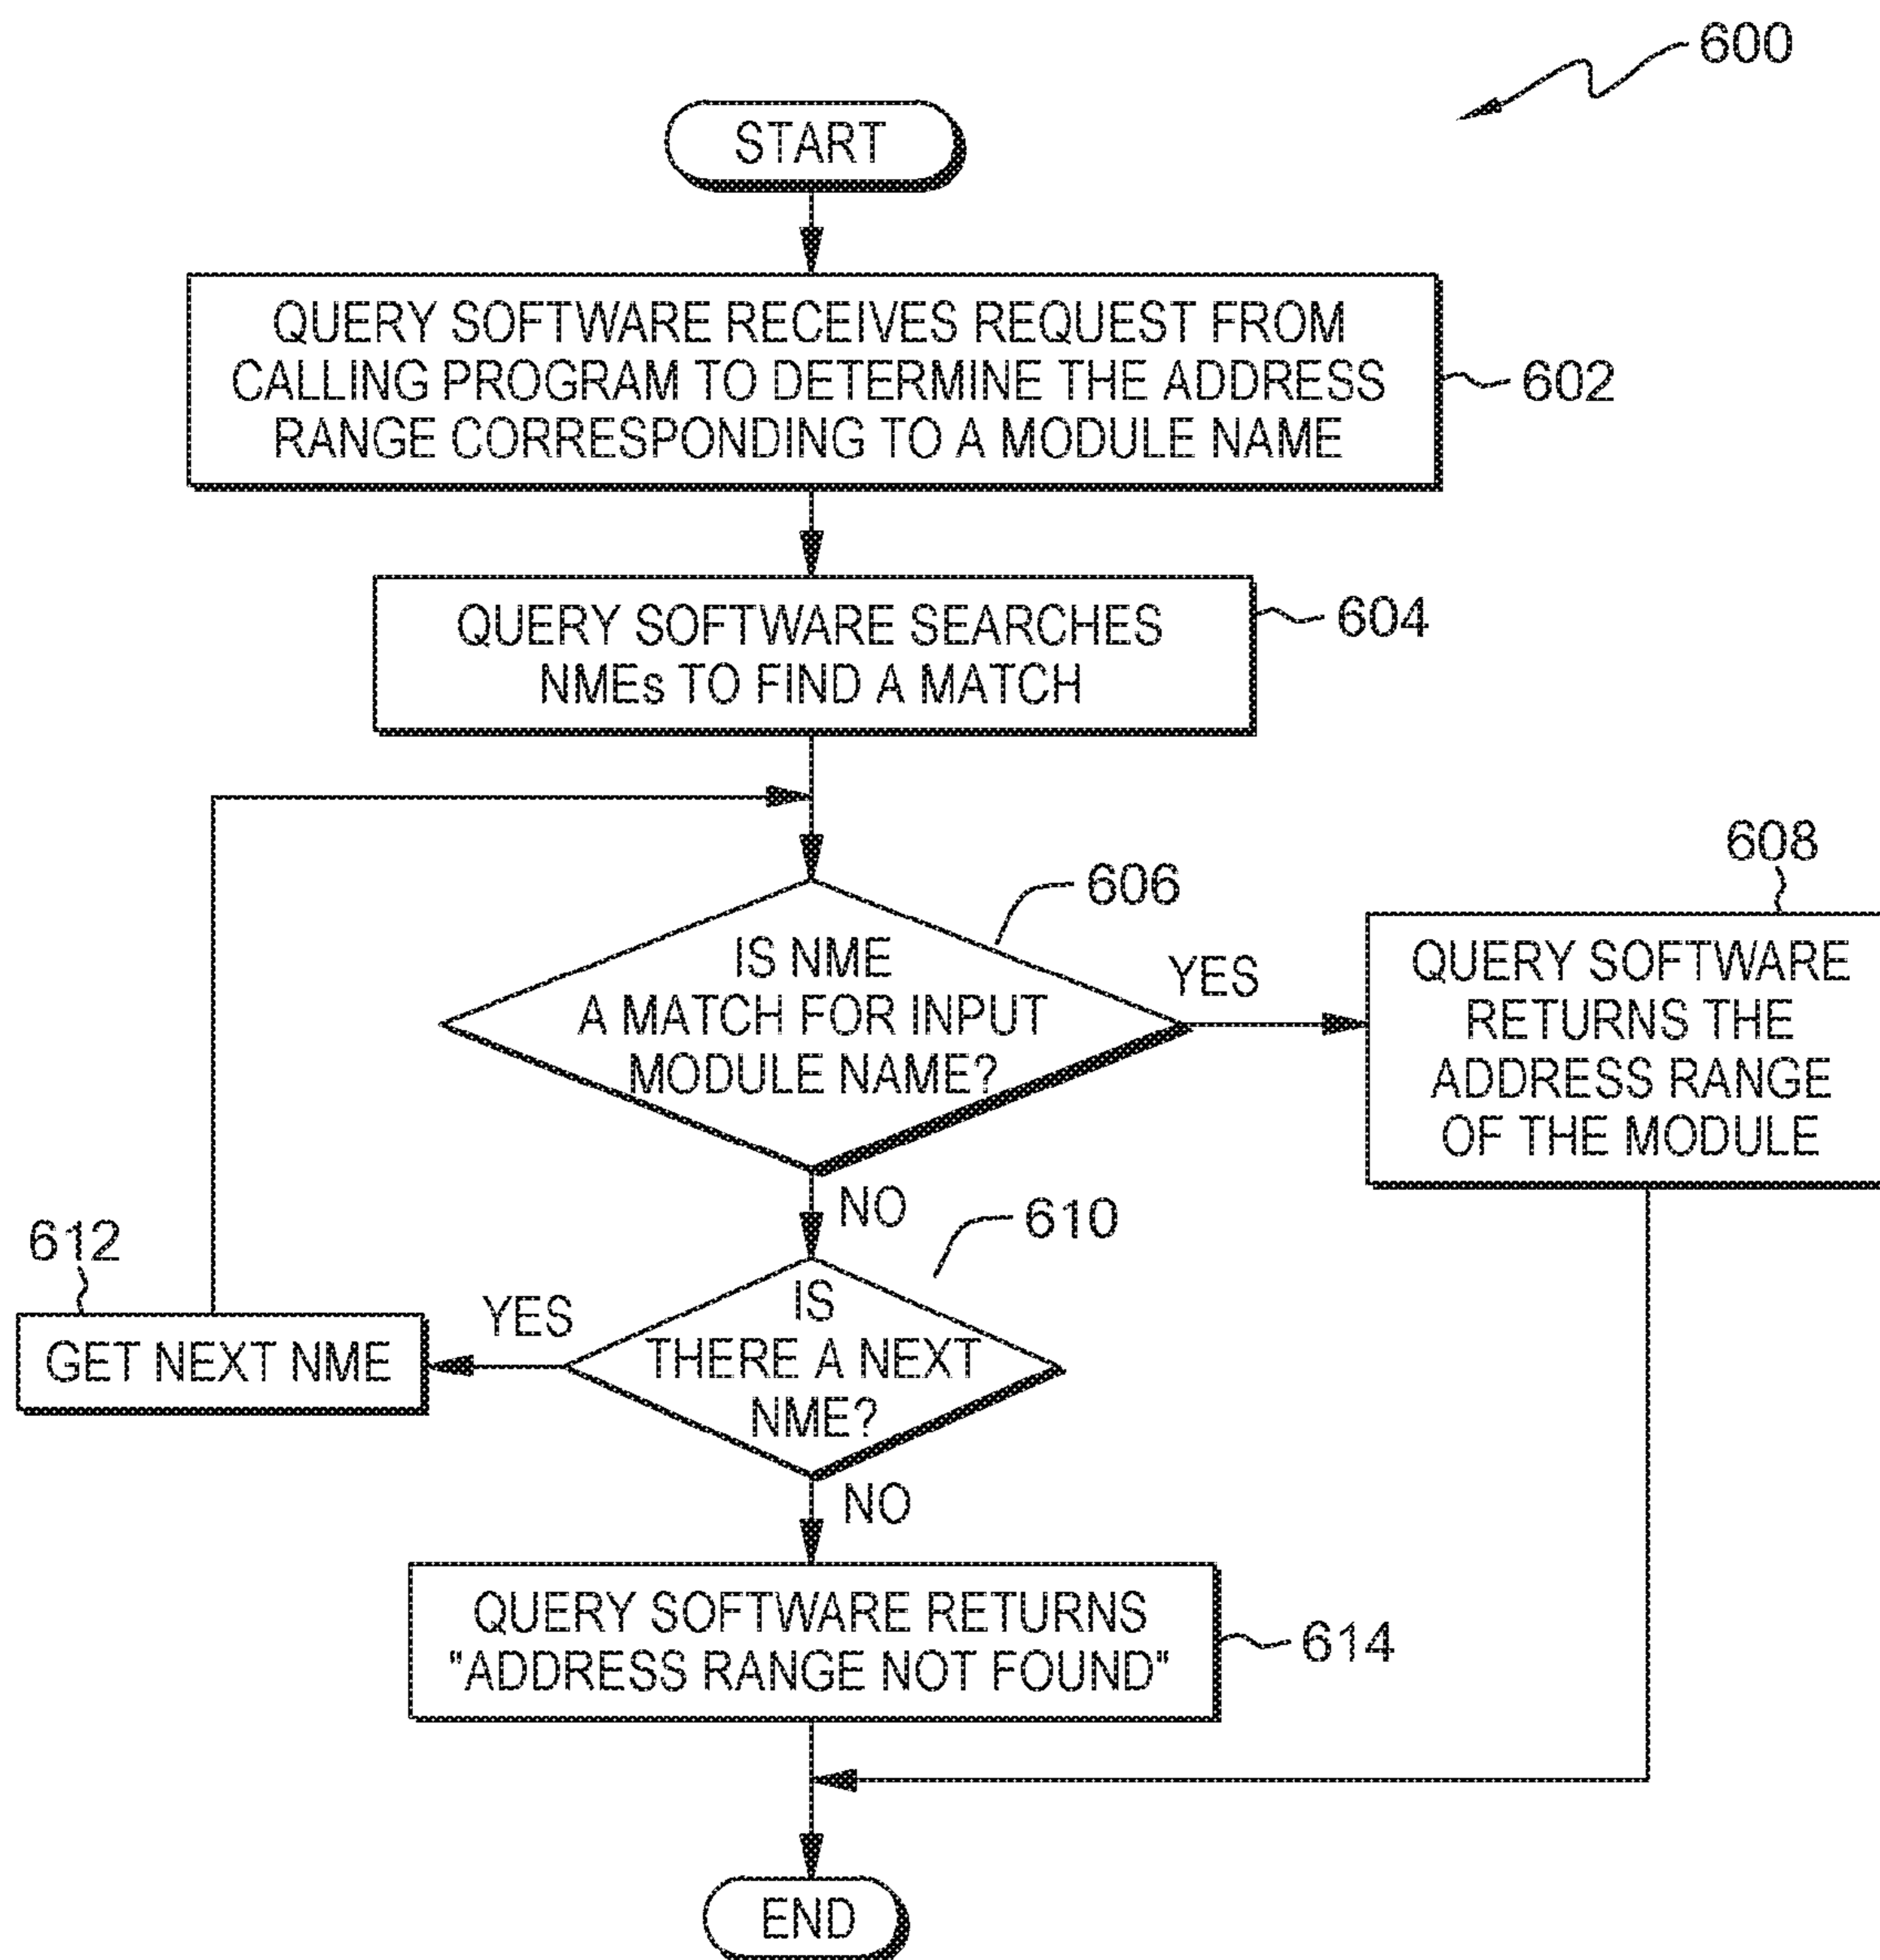 600
START
QUERY SOFTWARE RECEIVES REQUEST FROM
CALLING PROGRAM TO DETERMINE THE ADDRESS
RANGE CORRESPONDING TO A MODULE NAME
602
QUERY SOFTWARE SEARCHES
NMEs TO FIND A MATCH
604
IS NME
A MATCH FOR INPUT
MODULE NAME?
606
YES
608
QUERY SOFTWARE
RETURNS THE
ADDRESS RANGE
OF THE MODULE
NO
610
IS
THERE A NEXT
NME?
YES
612
GET NEXT NME
NO
QUERY SOFTWARE RETURNS
"ADDRESS RANGE NOT FOUND"
614
END